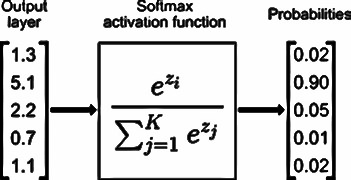 Output
layer
Softmax
activation function
Probabilities
1.3
5.1
2.2
0.7
1.1
e^{z_i}
∑_{j=1}^{K} e^{z_j}
0.02
0.90
0.05
0.01
0.02